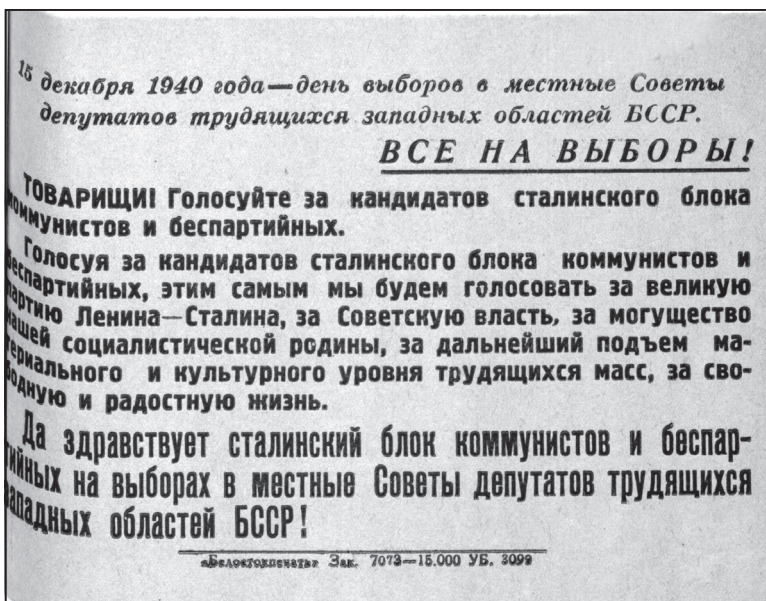 15 декабря 1940 года—день выборов в местные Советы
депутатов трудящихся западных областей БССР.
ВСЕ НА ВЫБОРЫ!
ТОВАРИЩИ! Голосуйте за кандидатов сталинского блока
коммунистов и беспартийных.
Голосуя за кандидатов сталинского блока коммунистов и
беспартийных, этим самым мы будем голосовать за великую
партию Ленина—Сталина, за Советскую власть, за могущество
нашей социалистической родины, за дальнейший подъем ма-
териального и культурного уровня трудящихся масс, за сво-
бодную и радостную жизнь.
Да здравствует сталинский блок коммунистов и беспар-
тийных на выборах в местные Советы депутатов трудящихся
западных областей БССР!
«Белостокпечать» Зак. 7073—15.000 УБ. 3099